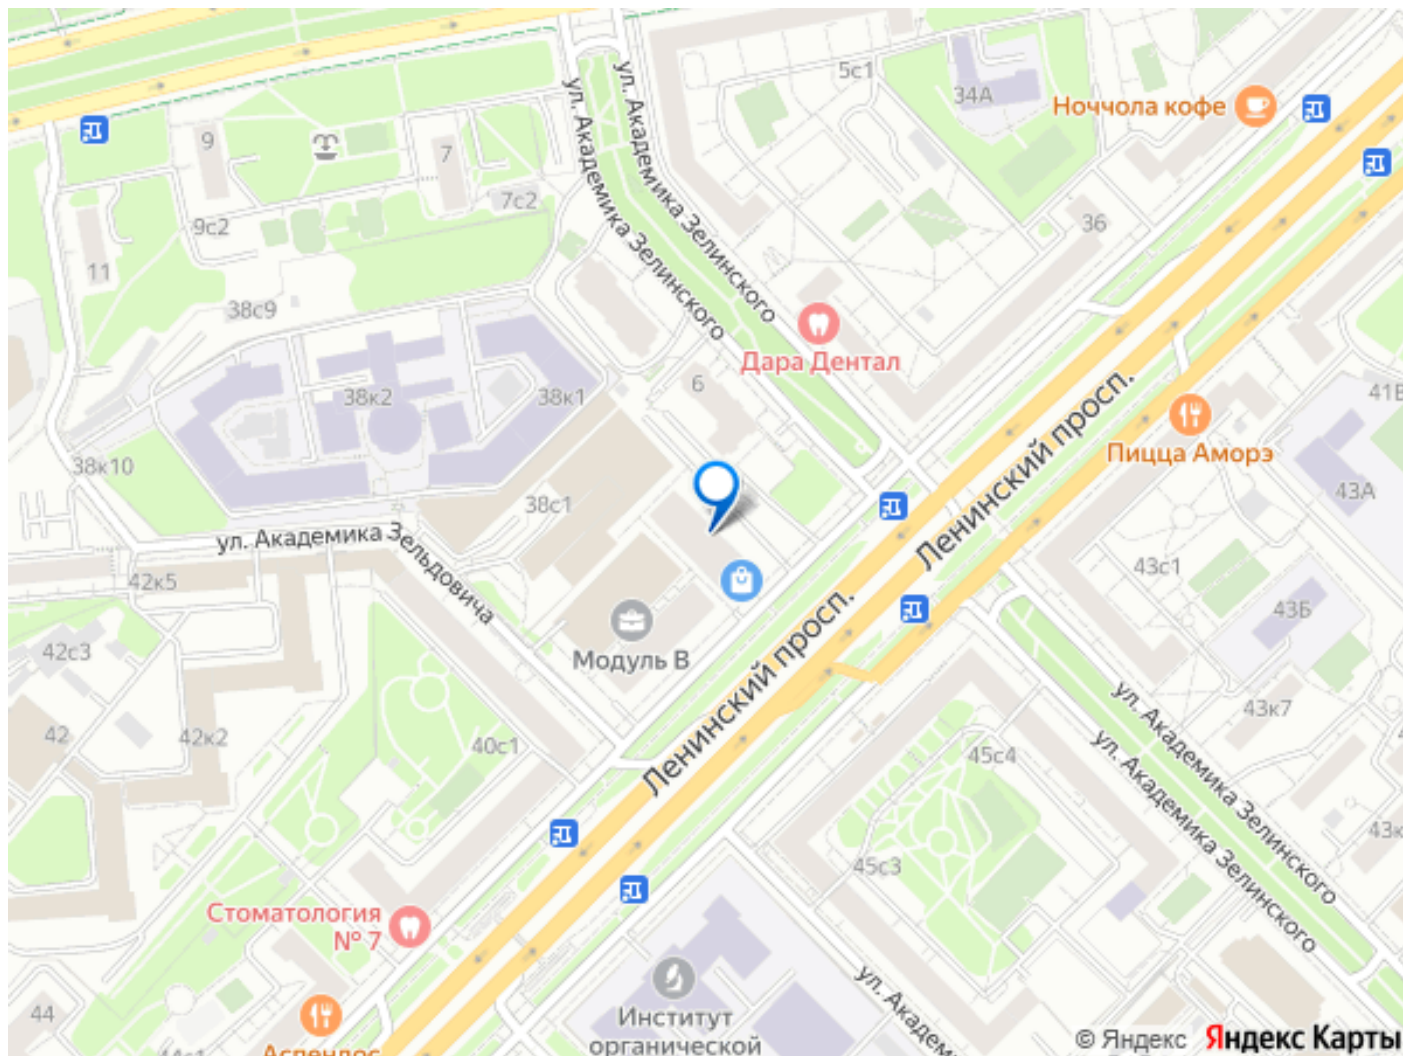 5с1
34А
Ноччола кофе
ул. Академика Зелинского
ул. Академика Зелинского
9
7
7с2
9с2
36
11
38с9
Дара Дентал
6
38к2
38к1
41В
Ленинский просп.
Пицца Аморэ
38к10
38с1
43А
ул. Академика Зельдовича
42к5
43с1
43Б
42с3
Модуль В
Ленинский просп.
ул. Академика Зелинского
43к7
42
42к2
40с1
45с4
ул. Академика Зелинского
45с3
Стоматология
№ 7
44
Институт
органической
© Яндекс
Яндекс Карты
Аспендос